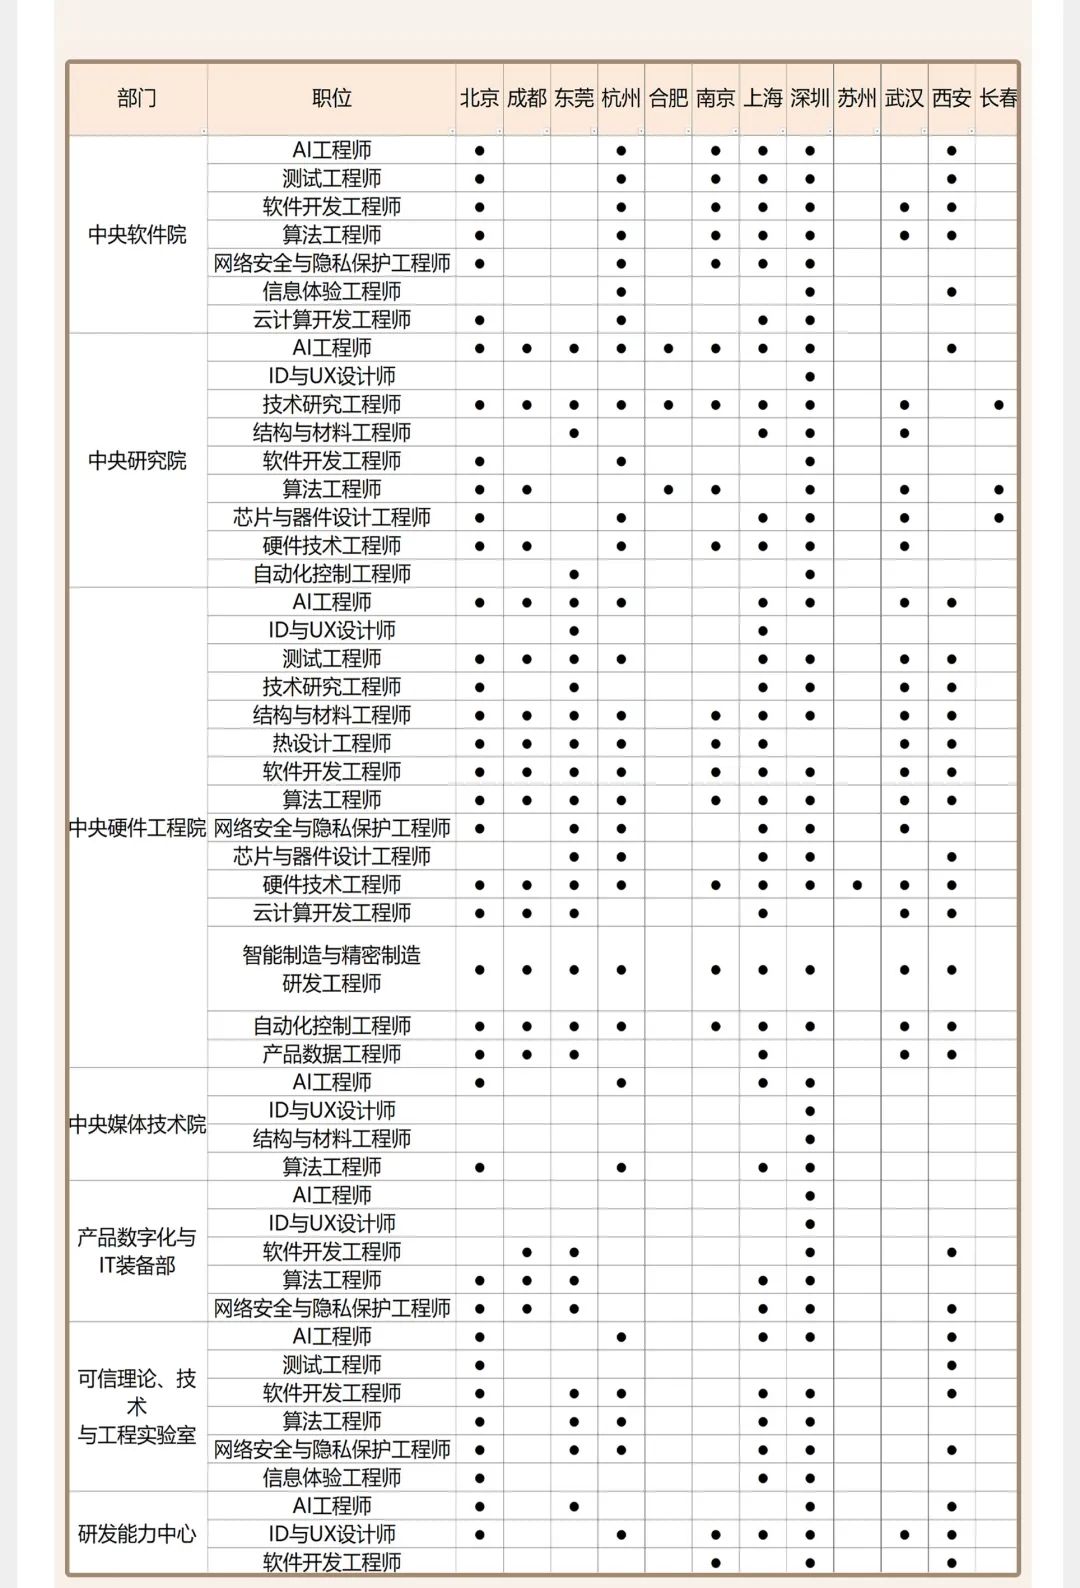 部门 职位 北京 成都 东莞 杭州 合肥 南京 上海 深圳 苏州 武汉 西安 长春
中央软件院
AI工程师 ● ● ● ● ● ●
测试工程师 ● ● ● ● ● ●
软件开发工程师 ● ● ● ● ● ● ●
算法工程师 ● ● ● ● ● ● ●
网络安全与隐私保护工程师 ● ● ● ● ●
信息体验工程师 ● ● ●
云计算开发工程师 ● ● ● ●
中央研究院
AI工程师 ● ● ● ● ● ● ● ● ●
ID与UX设计师 ●
技术研究工程师 ● ● ● ● ● ● ● ● ● ●
结构与材料工程师 ● ● ● ●
软件开发工程师 ● ● ●
算法工程师 ● ● ● ● ● ● ●
芯片与器件设计工程师 ● ● ● ● ● ●
硬件技术工程师 ● ● ● ● ● ● ●
自动化控制工程师 ● ●
中央硬件工程院
AI工程师 ● ● ● ● ● ● ● ●
ID与UX设计师 ● ●
测试工程师 ● ● ● ● ● ● ● ●
技术研究工程师 ● ● ● ● ● ●
结构与材料工程师 ● ● ● ● ● ● ● ● ●
热设计工程师 ● ● ● ● ● ● ● ●
软件开发工程师 ● ● ● ● ● ● ● ● ●
算法工程师 ● ● ● ● ● ● ● ● ●
网络安全与隐私保护工程师 ● ● ● ● ● ●
芯片与器件设计工程师 ● ● ● ● ●
硬件技术工程师 ● ● ● ● ● ● ● ● ● ●
云计算开发工程师 ● ● ● ● ● ●
智能制造与精密制造
研发工程师 ● ● ● ● ● ● ● ● ●
自动化控制工程师 ● ● ● ● ● ● ● ● ●
产品数据工程师 ● ● ● ● ● ●
中央媒体技术院
AI工程师 ● ● ● ●
ID与UX设计师 ●
结构与材料工程师 ●
算法工程师 ● ● ● ●
产品数字化与
IT装备部
AI工程师 ●
ID与UX设计师 ●
软件开发工程师 ● ● ● ●
算法工程师 ● ● ● ● ●
网络安全与隐私保护工程师 ● ● ● ● ● ●
可信理论、技
术
与工程实验室
AI工程师 ● ● ● ● ●
测试工程师 ● ●
软件开发工程师 ● ● ● ● ● ●
算法工程师 ● ● ● ● ●
网络安全与隐私保护工程师 ● ● ● ● ● ●
信息体验工程师 ● ● ●
研发能力中心
AI工程师 ● ● ● ●
ID与UX设计师 ● ● ● ● ● ● ●
软件开发工程师 ● ● ●